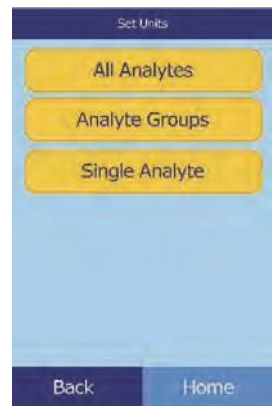 Set Units
All Analytes
Analyte Groups
Single Analyte
Back Home